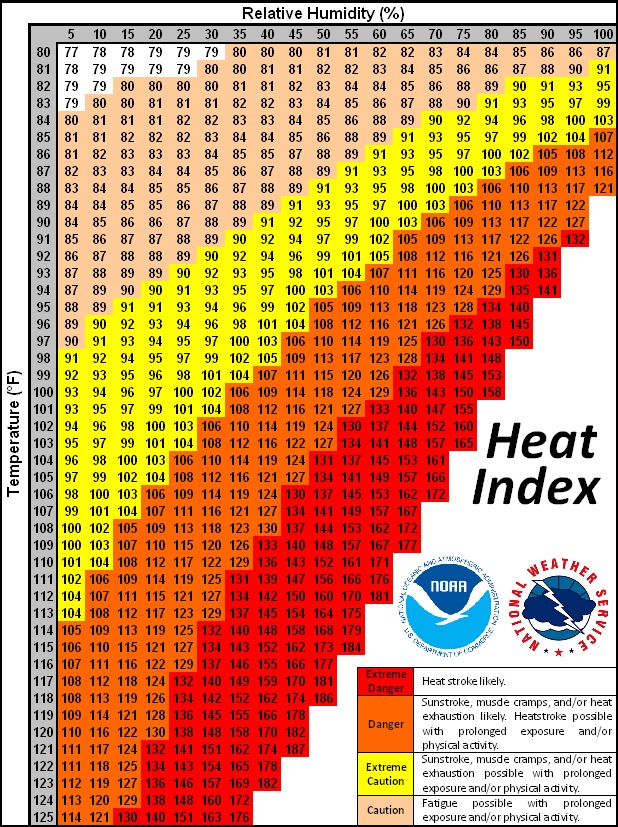 Relative Humidity (%)
5 10 15 20 25 30 35 40 45 50 55 60 65 70 75 80 85 90 95 100
80 77 78 78 79 79 79 80 80 80 81 81 82 82 83 84 84 85 86 86 87
81 78 79 79 79 79 80 80 81 81 82 82 83 84 85 86 86 87 88 90 91
82 79 79 80 80 80 80 81 81 82 83 84 84 85 86 88 89 90 91 93 95
83 79 80 80 81 81 81 82 82 83 84 85 86 87 88 90 91 93 95 97 99
84 80 81 81 81 82 82 83 83 84 85 86 88 89 90 92 94 96 98 100 103
85 81 81 82 82 82 83 84 84 85 86 88 89 91 93 95 97 99 102 104 107
86 81 82 83 83 83 84 85 85 87 88 89 91 93 95 97 100 102 105 108 112
87 82 83 83 84 84 85 86 87 88 89 91 93 95 98 100 103 106 109 113 116
88 83 84 84 85 85 86 87 88 89 91 93 95 98 100 103 106 110 113 117 121
89 84 84 85 85 86 87 88 89 91 93 95 97 100 103 106 110 113 117 122
90 84 85 86 86 87 88 89 91 92 95 97 100 103 106 109 113 117 122 127
91 85 86 87 87 88 89 90 92 94 97 99 102 105 109 113 117 122 126 132
92 86 87 88 88 89 90 92 94 96 99 101 105 108 112 116 121 126 131
93 87 88 89 89 90 92 93 95 98 101 104 107 111 116 120 125 130 136
94 87 89 90 90 91 93 95 97 100 103 106 110 114 119 124 129 135 141
95 88 89 91 91 93 94 96 99 102 105 109 113 118 123 128 134 140
96 89 90 92 93 94 96 98 101 104 108 112 116 121 126 132 138 145
97 90 91 93 94 95 97 100 103 106 110 114 119 125 130 136 143 150
98 91 92 94 95 97 99 102 105 109 113 117 123 128 134 141 148
99 92 93 95 96 98 101 104 107 111 115 120 126 132 138 145 153
100 93 94 96 97 100 102 106 109 114 118 124 129 136 143 150 158
101 93 95 97 99 101 104 108 112 116 121 127 133 140 147 155
102 94 96 98 100 103 106 110 114 119 124 130 137 144 152 160
103 95 97 99 101 104 108 112 116 122 127 134 141 148 157 165
104 96 98 100 103 106 110 114 119 124 131 137 145 153 161
105 97 99 102 104 108 112 116 121 127 134 141 149 157 166
106 98 100 103 106 109 114 119 124 130 137 145 153 162 172
107 99 101 104 107 111 116 121 126 134 141 149 157 167
108 100 102 105 109 113 118 123 130 137 144 153 162 172
109 100 103 107 110 115 120 126 133 140 148 157 167 177
110 101 104 108 112 117 122 129 136 143 152 161 171
111 102 106 109 114 119 125 131 139 147 156 166 176
112 104 107 111 115 121 127 134 142 150 160 170 181
113 104 108 112 117 123 129 137 145 154 164 175
114 105 109 113 119 125 132 140 148 158 168 179
115 106 110 115 121 127 134 143 152 162 173 184
116 107 111 116 122 129 137 146 155 166 177
117 108 112 118 124 132 140 149 159 170 181
118 108 113 119 126 134 142 152 162 174 186
119 109 114 121 128 136 145 155 166 178
120 110 116 122 130 138 148 158 170 182
121 111 117 124 132 141 151 162 174 187
122 111 118 125 134 143 154 165 178
123 112 119 127 136 146 157 169 182
124 113 120 129 138 148 160 172
125 114 121 130 140 151 163 176
Temperature (°F)
Heat
Index
NATIONAL OCEANIC AND ATMOSPHERIC ADMINISTRATION
NOAA
U.S. DEPARTMENT OF COMMERCE
NATIONAL WEATHER SERVICE
Extreme
Danger
Heat stroke likely.
Danger
Sunstroke, muscle cramps, and/or heat
exhaustion likely. Heatstroke possible
with prolonged exposure and/or
physical activity.
Extreme
Caution
Sunstroke, muscle cramps, and/or heat
exhaustion possible with prolonged
exposure and/or physical activity.
Caution
Fatigue possible with prolonged
exposure and/or physical activity.